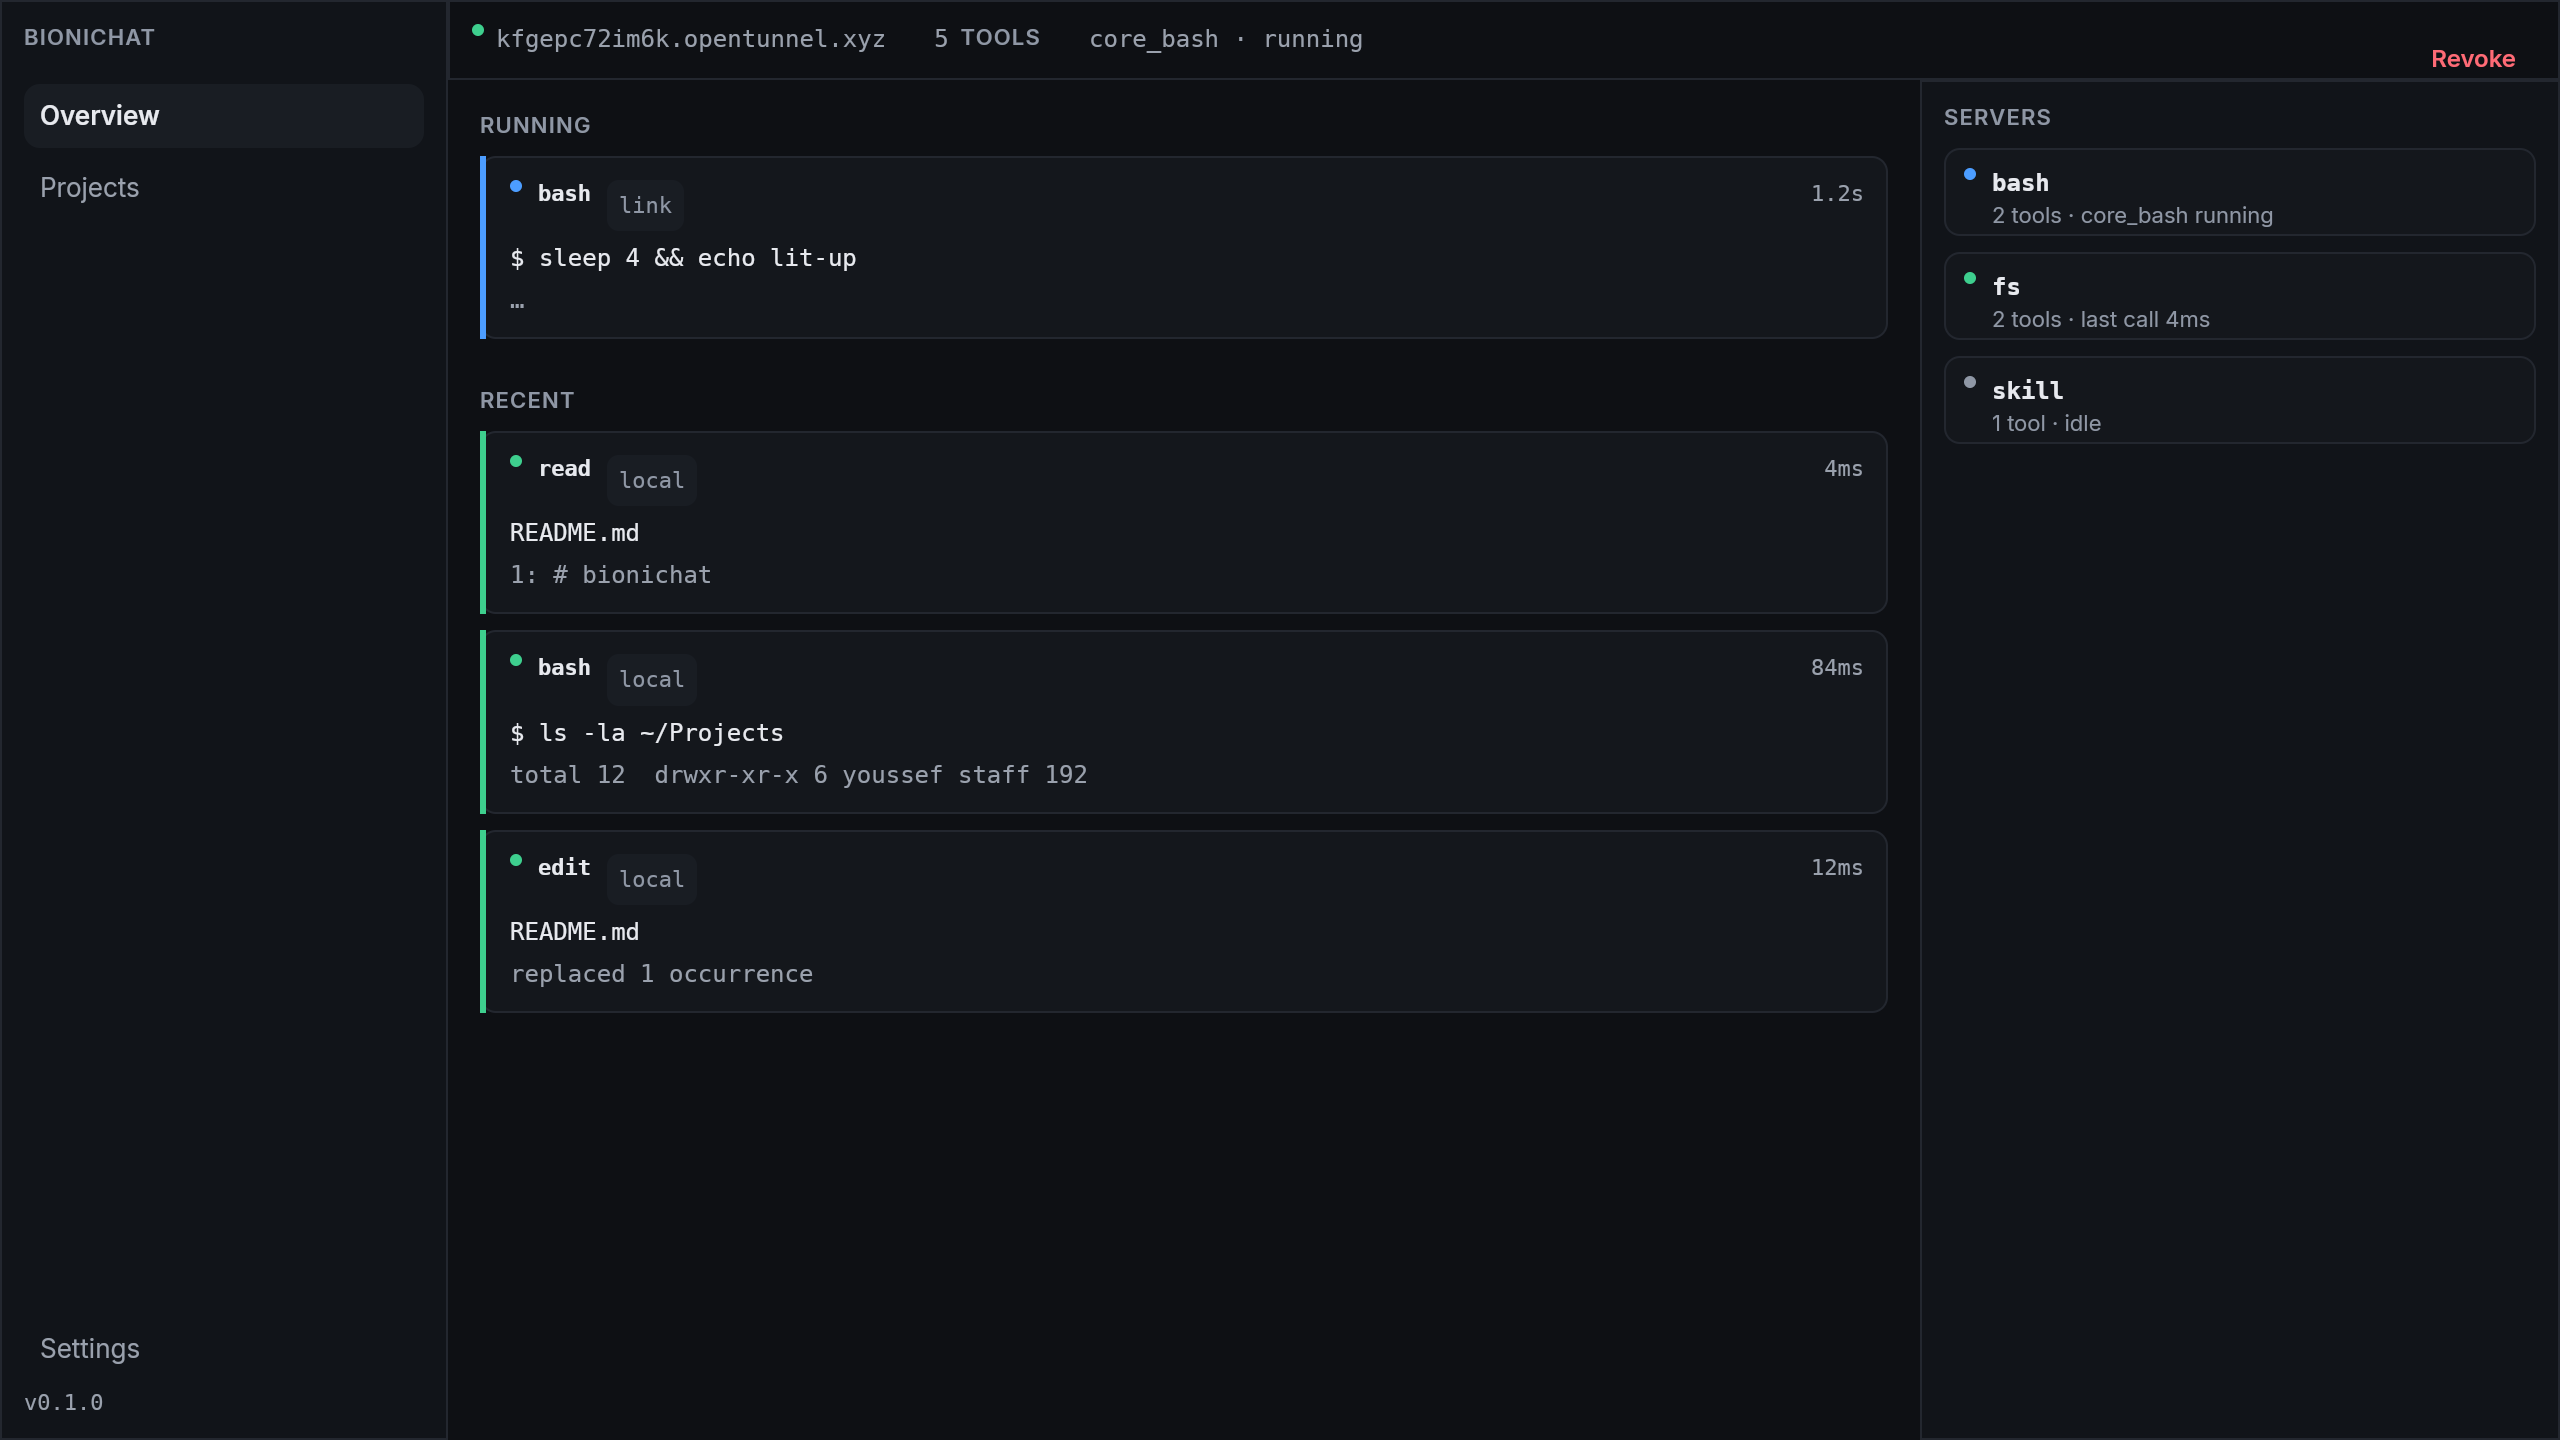 BIONICHAT
Overview
Projects
Settings
v0.1.0
kfgepc72im6k.opentunnel.xyz 5 TOOLS core_bash · running
Revoke
RUNNING
bash link 1.2s
$ sleep 4 && echo lit-up
…
RECENT
read local 4ms
README.md
1: # bionichat
bash local 84ms
$ ls -la ~/Projects
total 12  drwxr-xr-x 6 youssef staff 192
edit local 12ms
README.md
replaced 1 occurrence
SERVERS
bash
2 tools · core_bash running
fs
2 tools · last call 4ms
skill
1 tool · idle